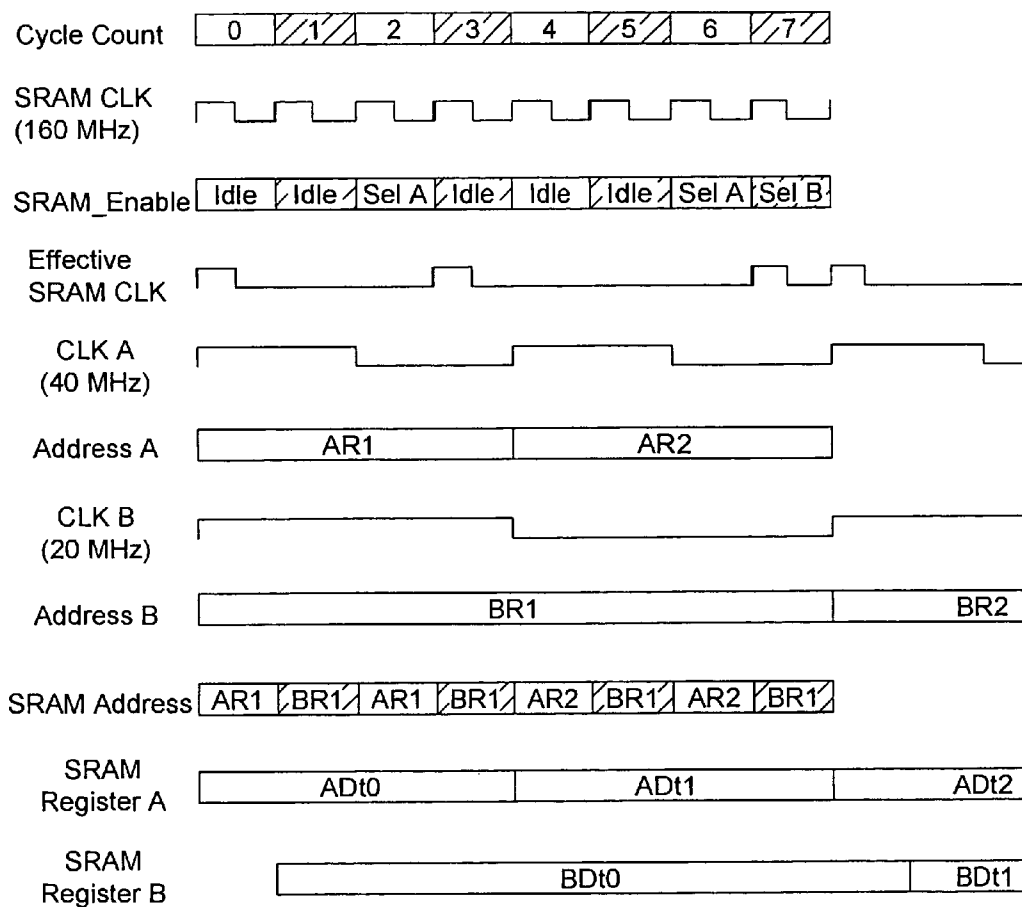 Cycle Count 0 1 2 3 4 5 6 7
SRAM CLK
(160 MHz)
SRAM_Enable Idle Idle Sel A Idle Idle Idle Sel A Sel B
Effective
SRAM CLK
CLK A
(40 MHz)
Address A AR1 AR2
CLK B
(20 MHz)
Address B BR1 BR2
SRAM Address AR1 BR1 AR1 BR1 AR2 BR1 AR2 BR1
SRAM
Register A ADt0 ADt1 ADt2
SRAM
Register B BDt0 BDt1